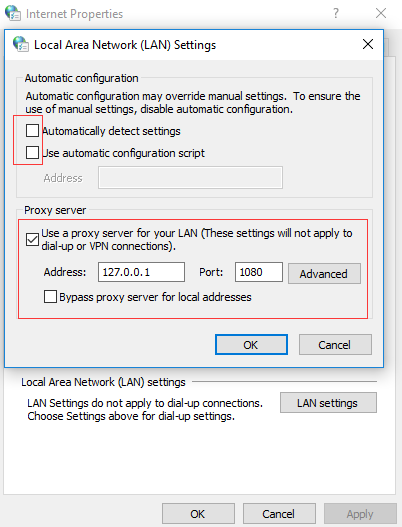 Internet Properties
Local Area Network (LAN) Settings
Automatic configuration
Automatic configuration may override manual settings.  To ensure the
use of manual settings, disable automatic configuration.
Automatically detect settings
Use automatic configuration script
Address
Proxy server
Use a proxy server for your LAN (These settings will not apply to
dial-up or VPN connections).
Address: 127.0.0.1 Port: 1080 Advanced
Bypass proxy server for local addresses
OK Cancel
Local Area Network (LAN) settings
LAN Settings do not apply to dial-up connections. LAN settings
Choose Settings above for dial-up settings.
OK Cancel Apply